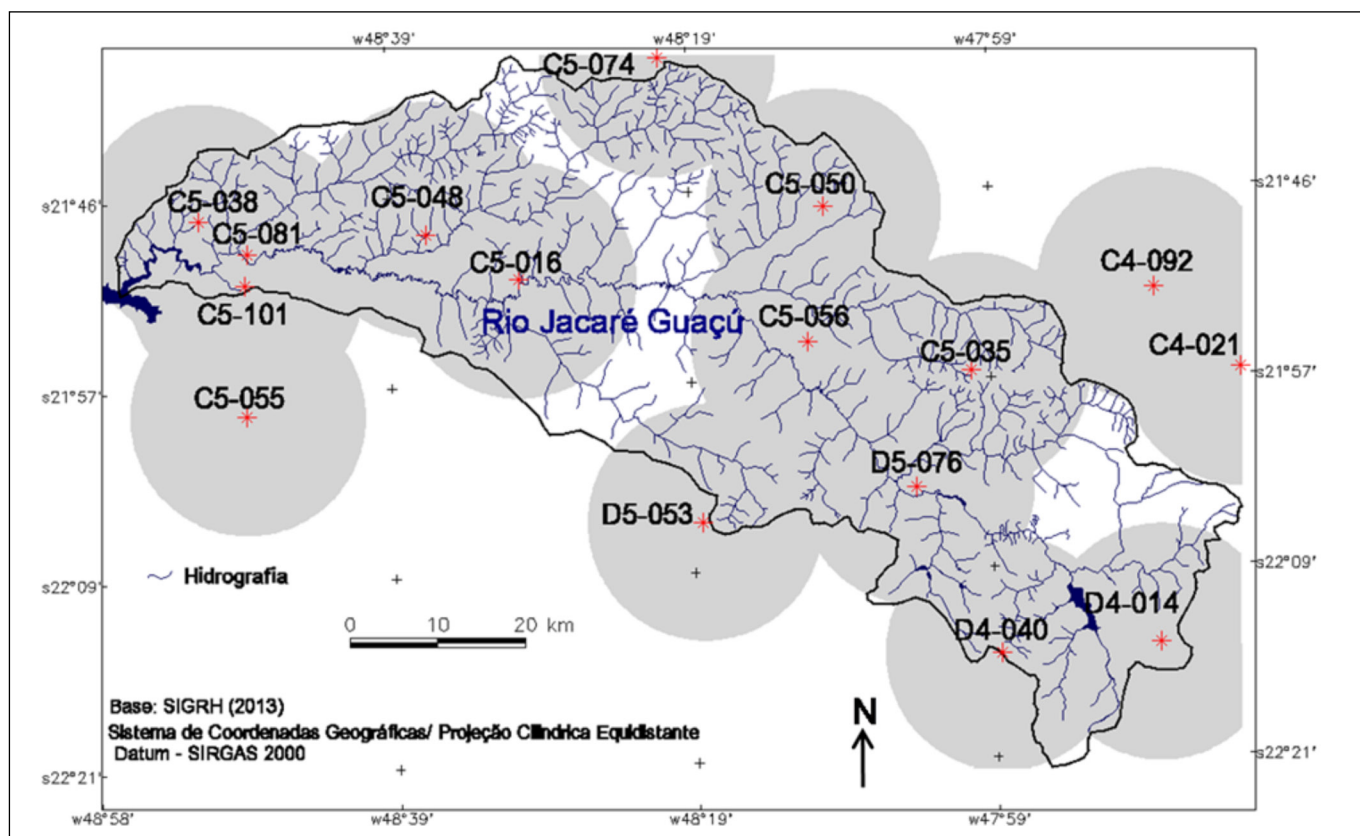 w48°39' w48°19' w47°59'
C5-074
C5-050
s21°46' s21°46'
C5-038 C5-048
C5-081
C4-092
C5-016
C5-101
Rio Jacaré Guaçú
C5-056
C5-035
C4-021
s21°57' s21°57'
C5-055
D5-076
D5-053
Hidrografia
s22°09' s22°09'
0 10 20 km
D4-014
D4-040
Base: SIGRH (2013)
N
Sistema de Coordenadas Geográficas/ Projeção Cilíndrica Equidistante
Datum - SIRGAS 2000
s22°21' s22°21'
w48°58' w48°39' w48°19' w47°59'